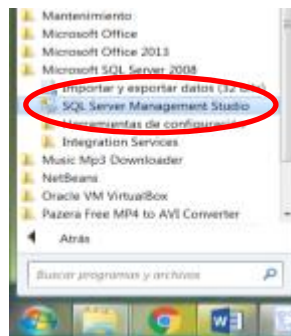 Mantenimiento
Microsoft Office
Microsoft Office 2013
Microsoft SQL Server 2008
Importar y exportar datos (32 bits)
SQL Server Management Studio
Herramientas de configuración
Integration Services
Music Mp3 Downloader
NetBeans
Oracle VM VirtualBox
Pazera Free MP4 to AVI Converter
Atrás
Buscar programas y archivos